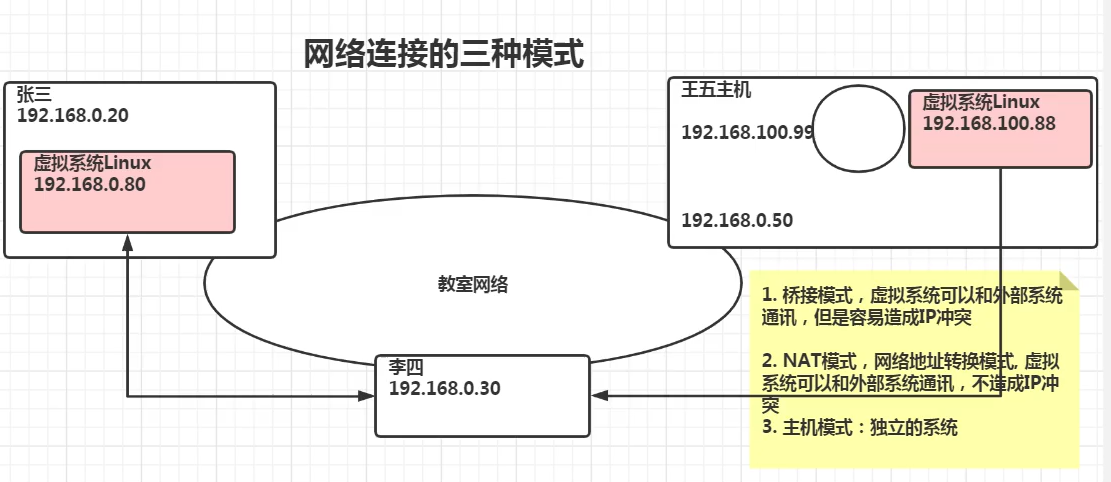 网络连接的三种模式
张三
192.168.0.20
虚拟系统Linux
192.168.0.80
王五主机
192.168.100.99
虚拟系统Linux
192.168.100.88
192.168.0.50
教室网络
李四
192.168.0.30
1. 桥接模式，虚拟系统可以和外部系统
通讯，但是容易造成IP冲突
2. NAT模式，网络地址转换模式, 虚拟
系统可以和外部系统通讯，不造成IP冲
突
3. 主机模式：独立的系统